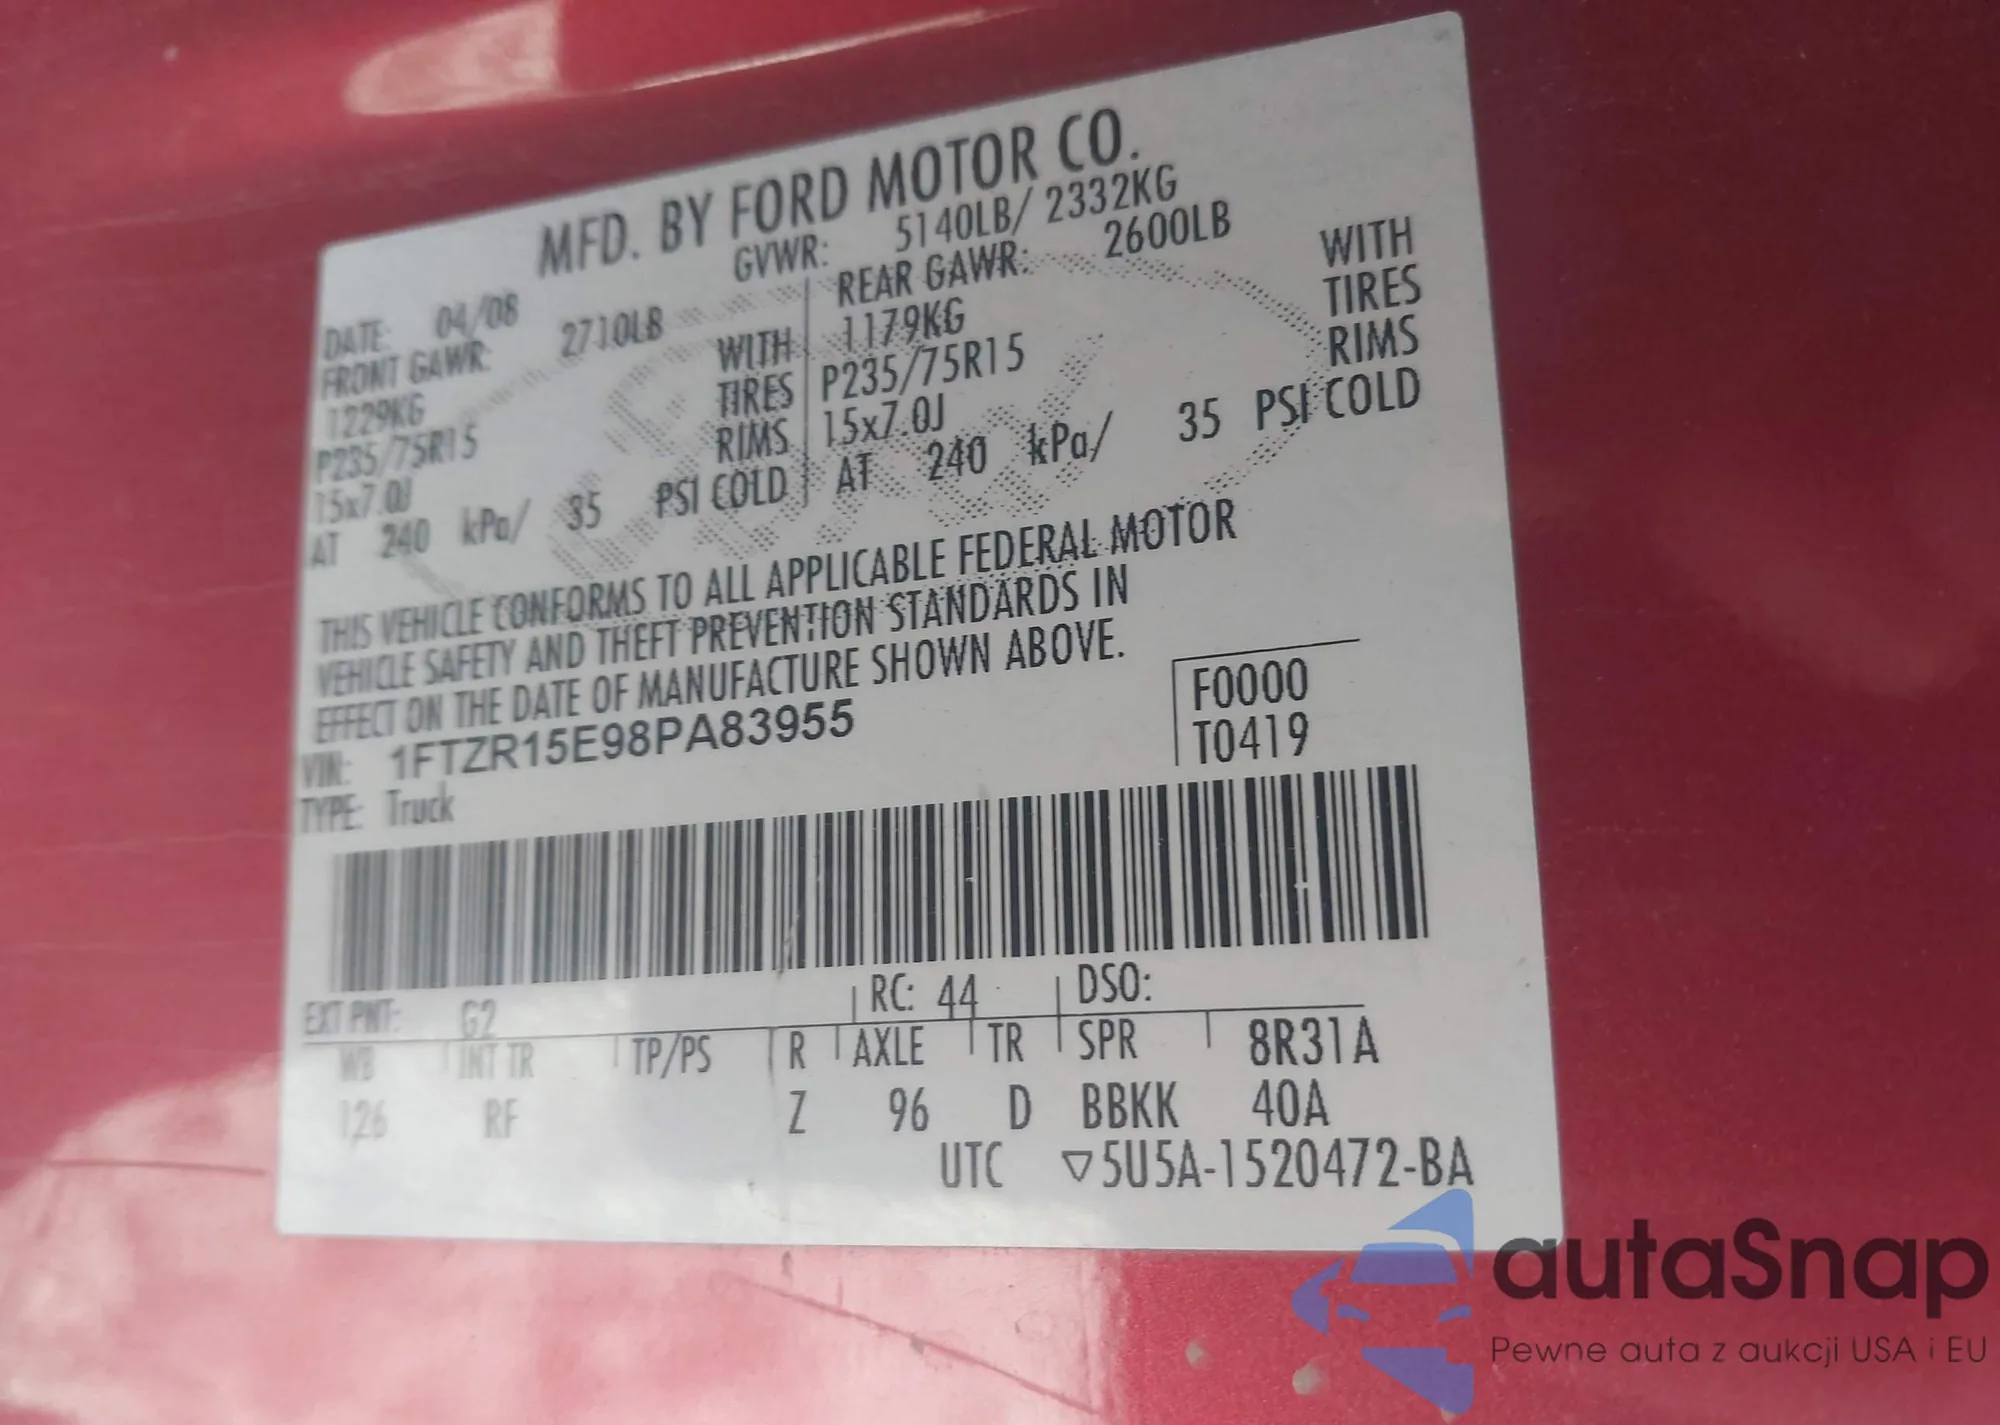 MFD. BY FORD MOTOR CO.
DATE: 04/08 GVWR: 5140LB/ 2332KG
FRONT GAWR: 2710LB REAR GAWR: 2600LB
1229KG WITH 1179KG WITH
P235/75R15 TIRES P235/75R15 TIRES
15x7.0J RIMS 15x7.0J RIMS
AT 240 kPa/ 35 PSI COLD AT 240 kPa/ 35 PSI COLD
THIS VEHICLE CONFORMS TO ALL APPLICABLE FEDERAL MOTOR
VEHICLE SAFETY AND THEFT PREVENTION STANDARDS IN
EFFECT ON THE DATE OF MANUFACTURE SHOWN ABOVE.
VIN: 1FTZR15E98PA83955 F0000
TYPE: Truck T0419
EXT PNT: G2 RC: 44 DSO:
WB INT TR TP/PS R AXLE TR SPR 8R31A
126 RF Z 96 D BBKK 40A
UTC ▽5U5A-1520472-BA
autaSnap
Pewne auta z aukcji USA i EU